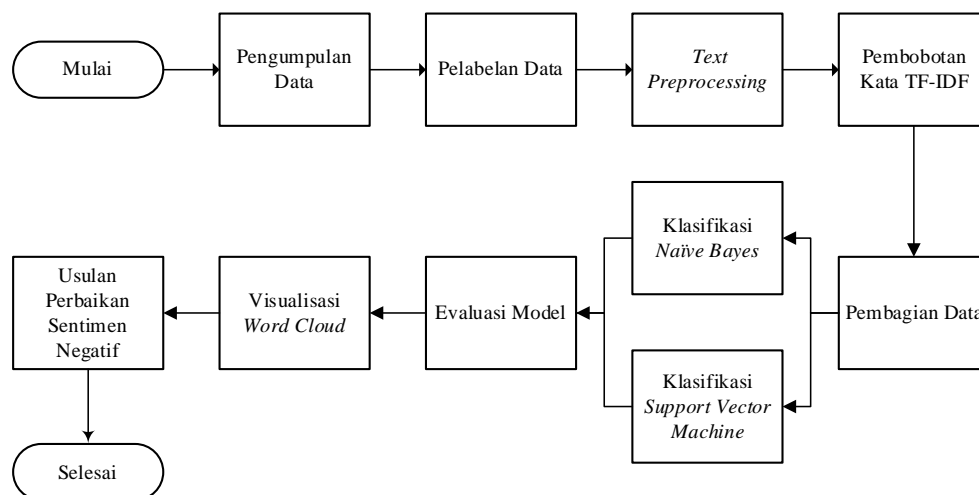 Mulai
Pengumpulan
Data
Pelabelan Data
Text
Preprocessing
Pembobotan
Kata TF-IDF
Pembagian Data
Klasifikasi
Naïve Bayes
Klasifikasi
Support Vector
Machine
Evaluasi Model
Visualisasi
Word Cloud
Usulan
Perbaikan
Sentimen
Negatif
Selesai